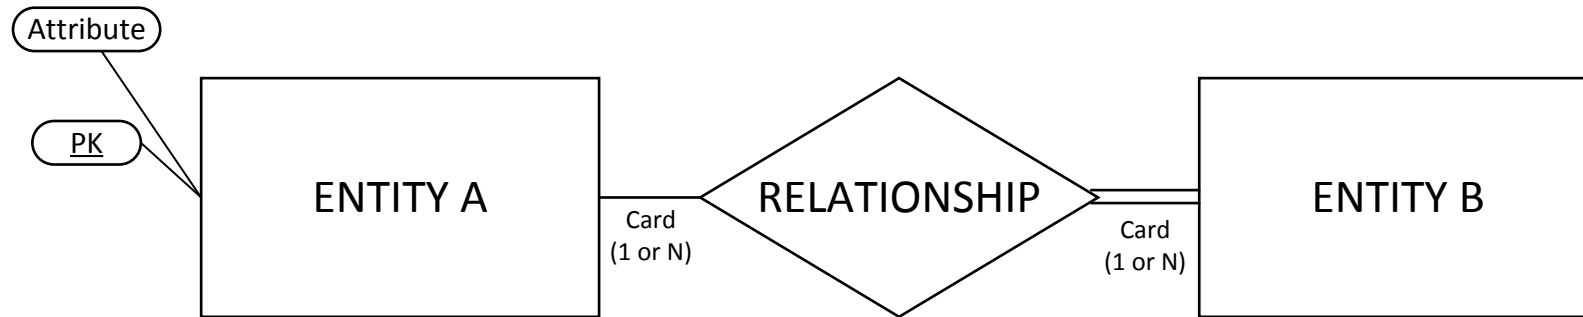 Attribute
PK
ENTITY A
Card
(1 or N)
RELATIONSHIP
Card
(1 or N)
ENTITY B